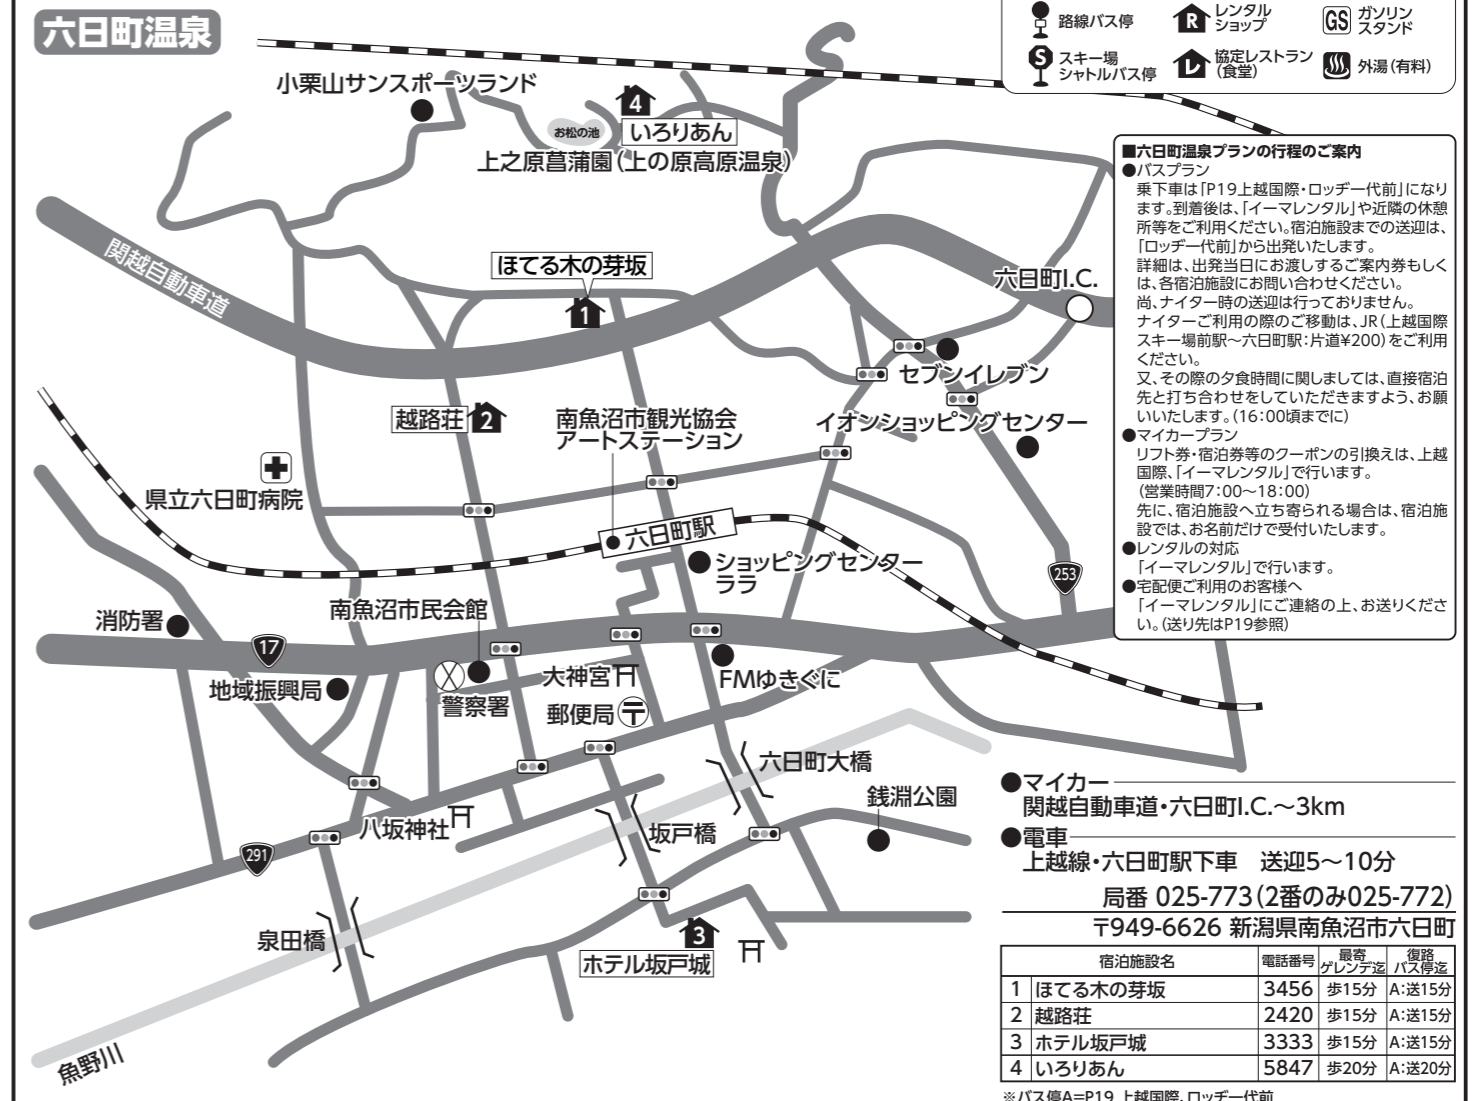 六日町温泉
路線バス停
R
レンタル
ショップ
GS
ガソリン
スタンド
S
スキー場
シャトルバス停
レ
協定レストラン
(食堂)
外湯(有料)
小栗山サンスポーツランド
4
お松の池
いろりあん
上之原菖蒲園(上の原高原温泉)
関越自動車道
ほてる木の芽坂
1
六日町I.C.
セブンイレブン
越路荘
2
南魚沼市観光協会
アートステーション
イオンショッピングセンター
県立六日町病院
六日町駅
ショッピングセンター
ララ
253
消防署
南魚沼市民会館
17
地域振興局
警察署
大神宮
郵便局
FMゆきぐに
六日町大橋
銭淵公園
八坂神社
坂戸橋
291
泉田橋
3
ホテル坂戸城
魚野川
■六日町温泉プランの行程のご案内
●バスプラン
乗下車は「P19上越国際・ロッヂー代前」になり
ます。到着後は、「イーマレンタル」や近隣の休憩
所等をご利用ください。宿泊施設までの送迎は、
「ロッヂー代前」から出発いたします。
詳細は、出発当日にお渡しするご案内券もしく
は、各宿泊施設にお問い合わせください。
尚、ナイター時の送迎は行っておりません。
ナイターご利用の際のご移動は、JR(上越国際
スキー場前駅〜六日町駅:片道¥200)をご利用
ください。
又、その際の夕食時間に関しましては、直接宿泊
先と打ち合わせをしていただきますよう、お願
いいたします。(16:00頃までに)
●マイカープラン
リフト券・宿泊券等のクーポンの引換えは、上越
国際、「イーマレンタル」で行います。
(営業時間7:00〜18:00)
先に、宿泊施設へ立ち寄られる場合は、宿泊施
設では、お名前だけで受付いたします。
●レンタルの対応
「イーマレンタル」で行います。
●宅配便ご利用のお客様へ
「イーマレンタル」にご連絡の上、お送りくださ
い。(送り先はP19参照)
●マイカー
関越自動車道・六日町I.C.〜3km
●電車
上越線・六日町駅下車 送迎5〜10分
局番 025-773(2番のみ025-772)
〒949-6626 新潟県南魚沼市六日町
宿泊施設名 電話番号 最寄ゲレンデ迄 復路バス停迄
1 ほてる木の芽坂 3456 歩15分 A:送15分
2 越路荘 2420 歩15分 A:送15分
3 ホテル坂戸城 3333 歩15分 A:送15分
4 いろりあん 5847 歩20分 A:送20分
※バス停A=P19 上越国際、ロッヂー代前